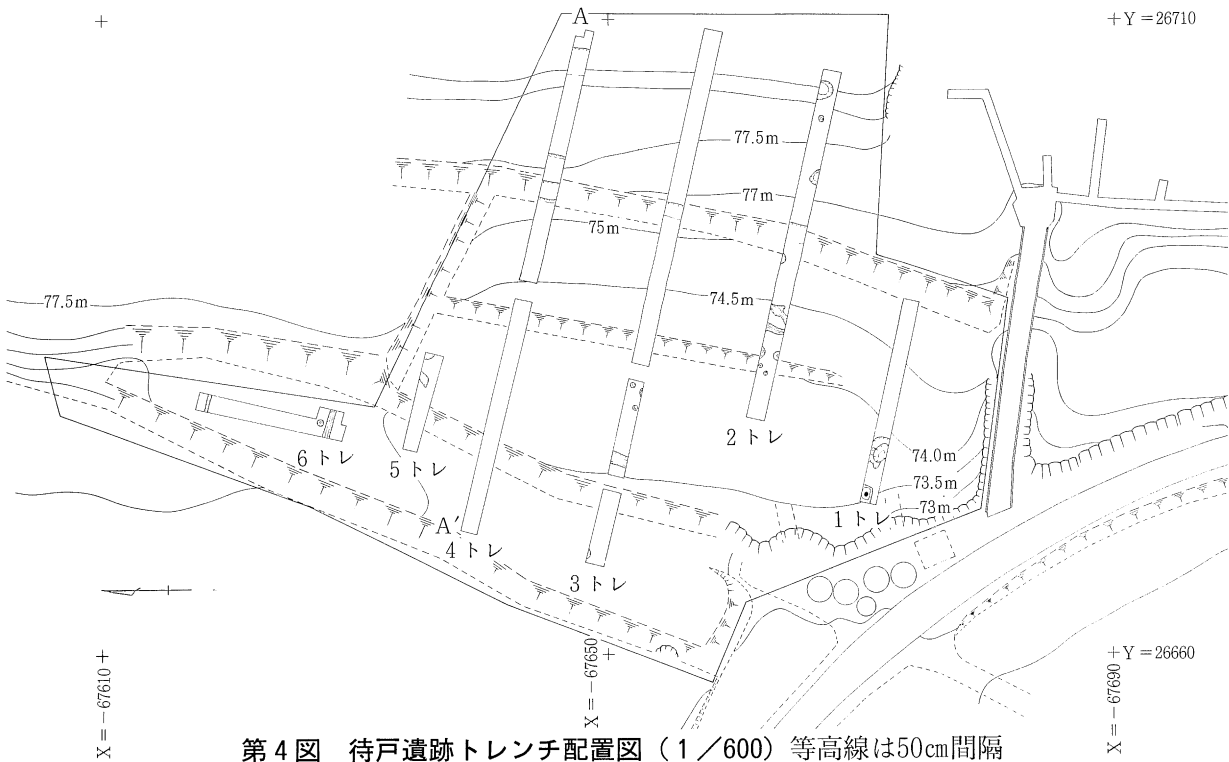 A
+Y=26710
77.5m
77m
75m
77.5m
74.5m
2トレ
6トレ
5トレ
74.0m
73.5m
73m
1トレ
A′
4トレ
3トレ
+Y=26660
X=-67610
X=-67650
X=-67690
第4図 待戸遺跡トレンチ配置図(1/600)等高線は50cm間隔